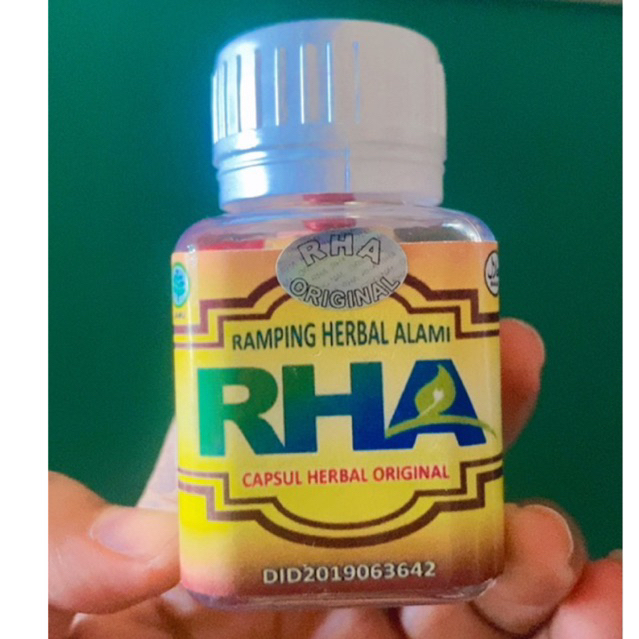 RHA
ORIGINAL
RAMPING HERBAL ALAMI
RHA
CAPSUL HERBAL ORIGINAL
DID2019063642